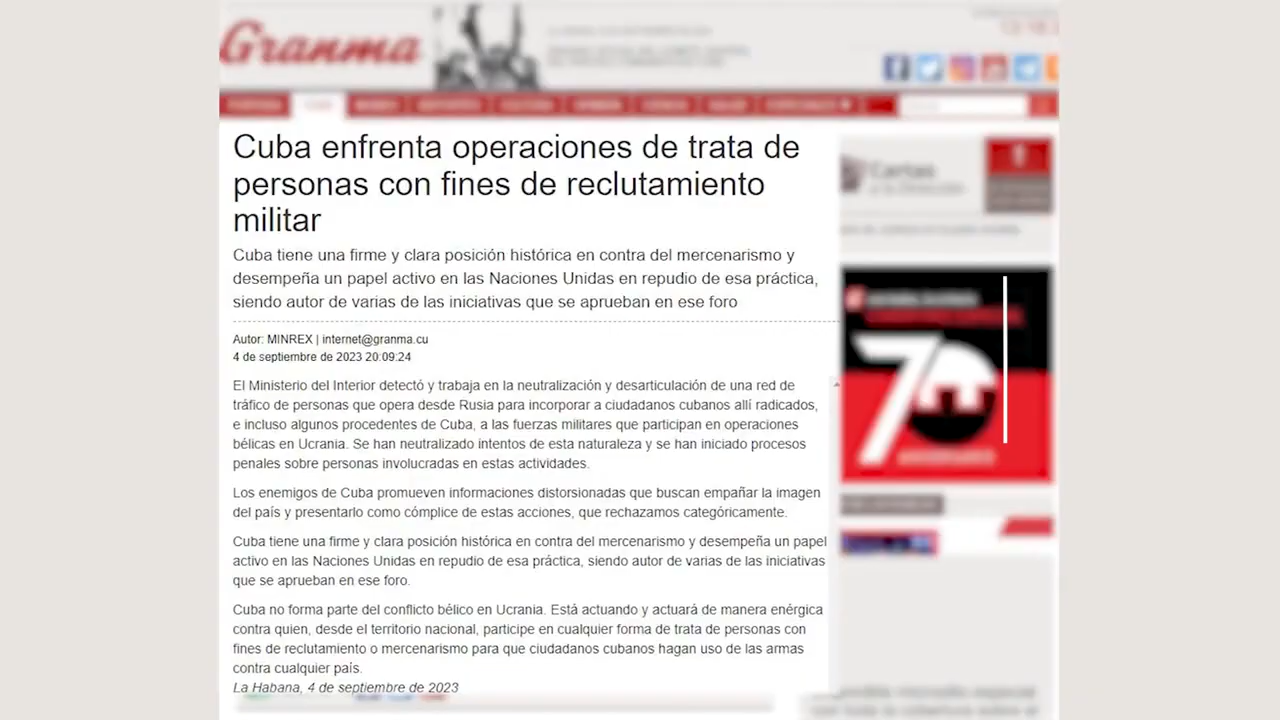 Granma
Cuba enfrenta operaciones de trata de
personas con fines de reclutamiento
militar
Cuba tiene una firme y clara posición histórica en contra del mercenarismo y
desempeña un papel activo en las Naciones Unidas en repudio de esa práctica,
siendo autor de varias de las iniciativas que se aprueban en ese foro
Autor: MINREX | internet@granma.cu
4 de septiembre de 2023 20:09:24
El Ministerio del Interior detectó y trabaja en la neutralización y desarticulación de una red de
tráfico de personas que opera desde Rusia para incorporar a ciudadanos cubanos allí radicados,
e incluso algunos procedentes de Cuba, a las fuerzas militares que participan en operaciones
bélicas en Ucrania. Se han neutralizado intentos de esta naturaleza y se han iniciado procesos
penales sobre personas involucradas en estas actividades.
Los enemigos de Cuba promueven informaciones distorsionadas que buscan empañar la imagen
del país y presentarlo como cómplice de estas acciones, que rechazamos categóricamente.
Cuba tiene una firme y clara posición histórica en contra del mercenarismo y desempeña un papel
activo en las Naciones Unidas en repudio de esa práctica, siendo autor de varias de las iniciativas
que se aprueban en ese foro.
Cuba no forma parte del conflicto bélico en Ucrania. Está actuando y actuará de manera enérgica
contra quien, desde el territorio nacional, participe en cualquier forma de trata de personas con
fines de reclutamiento o mercenarismo para que ciudadanos cubanos hagan uso de las armas
contra cualquier país.
La Habana, 4 de septiembre de 2023
Cartas
a la Dirección
70